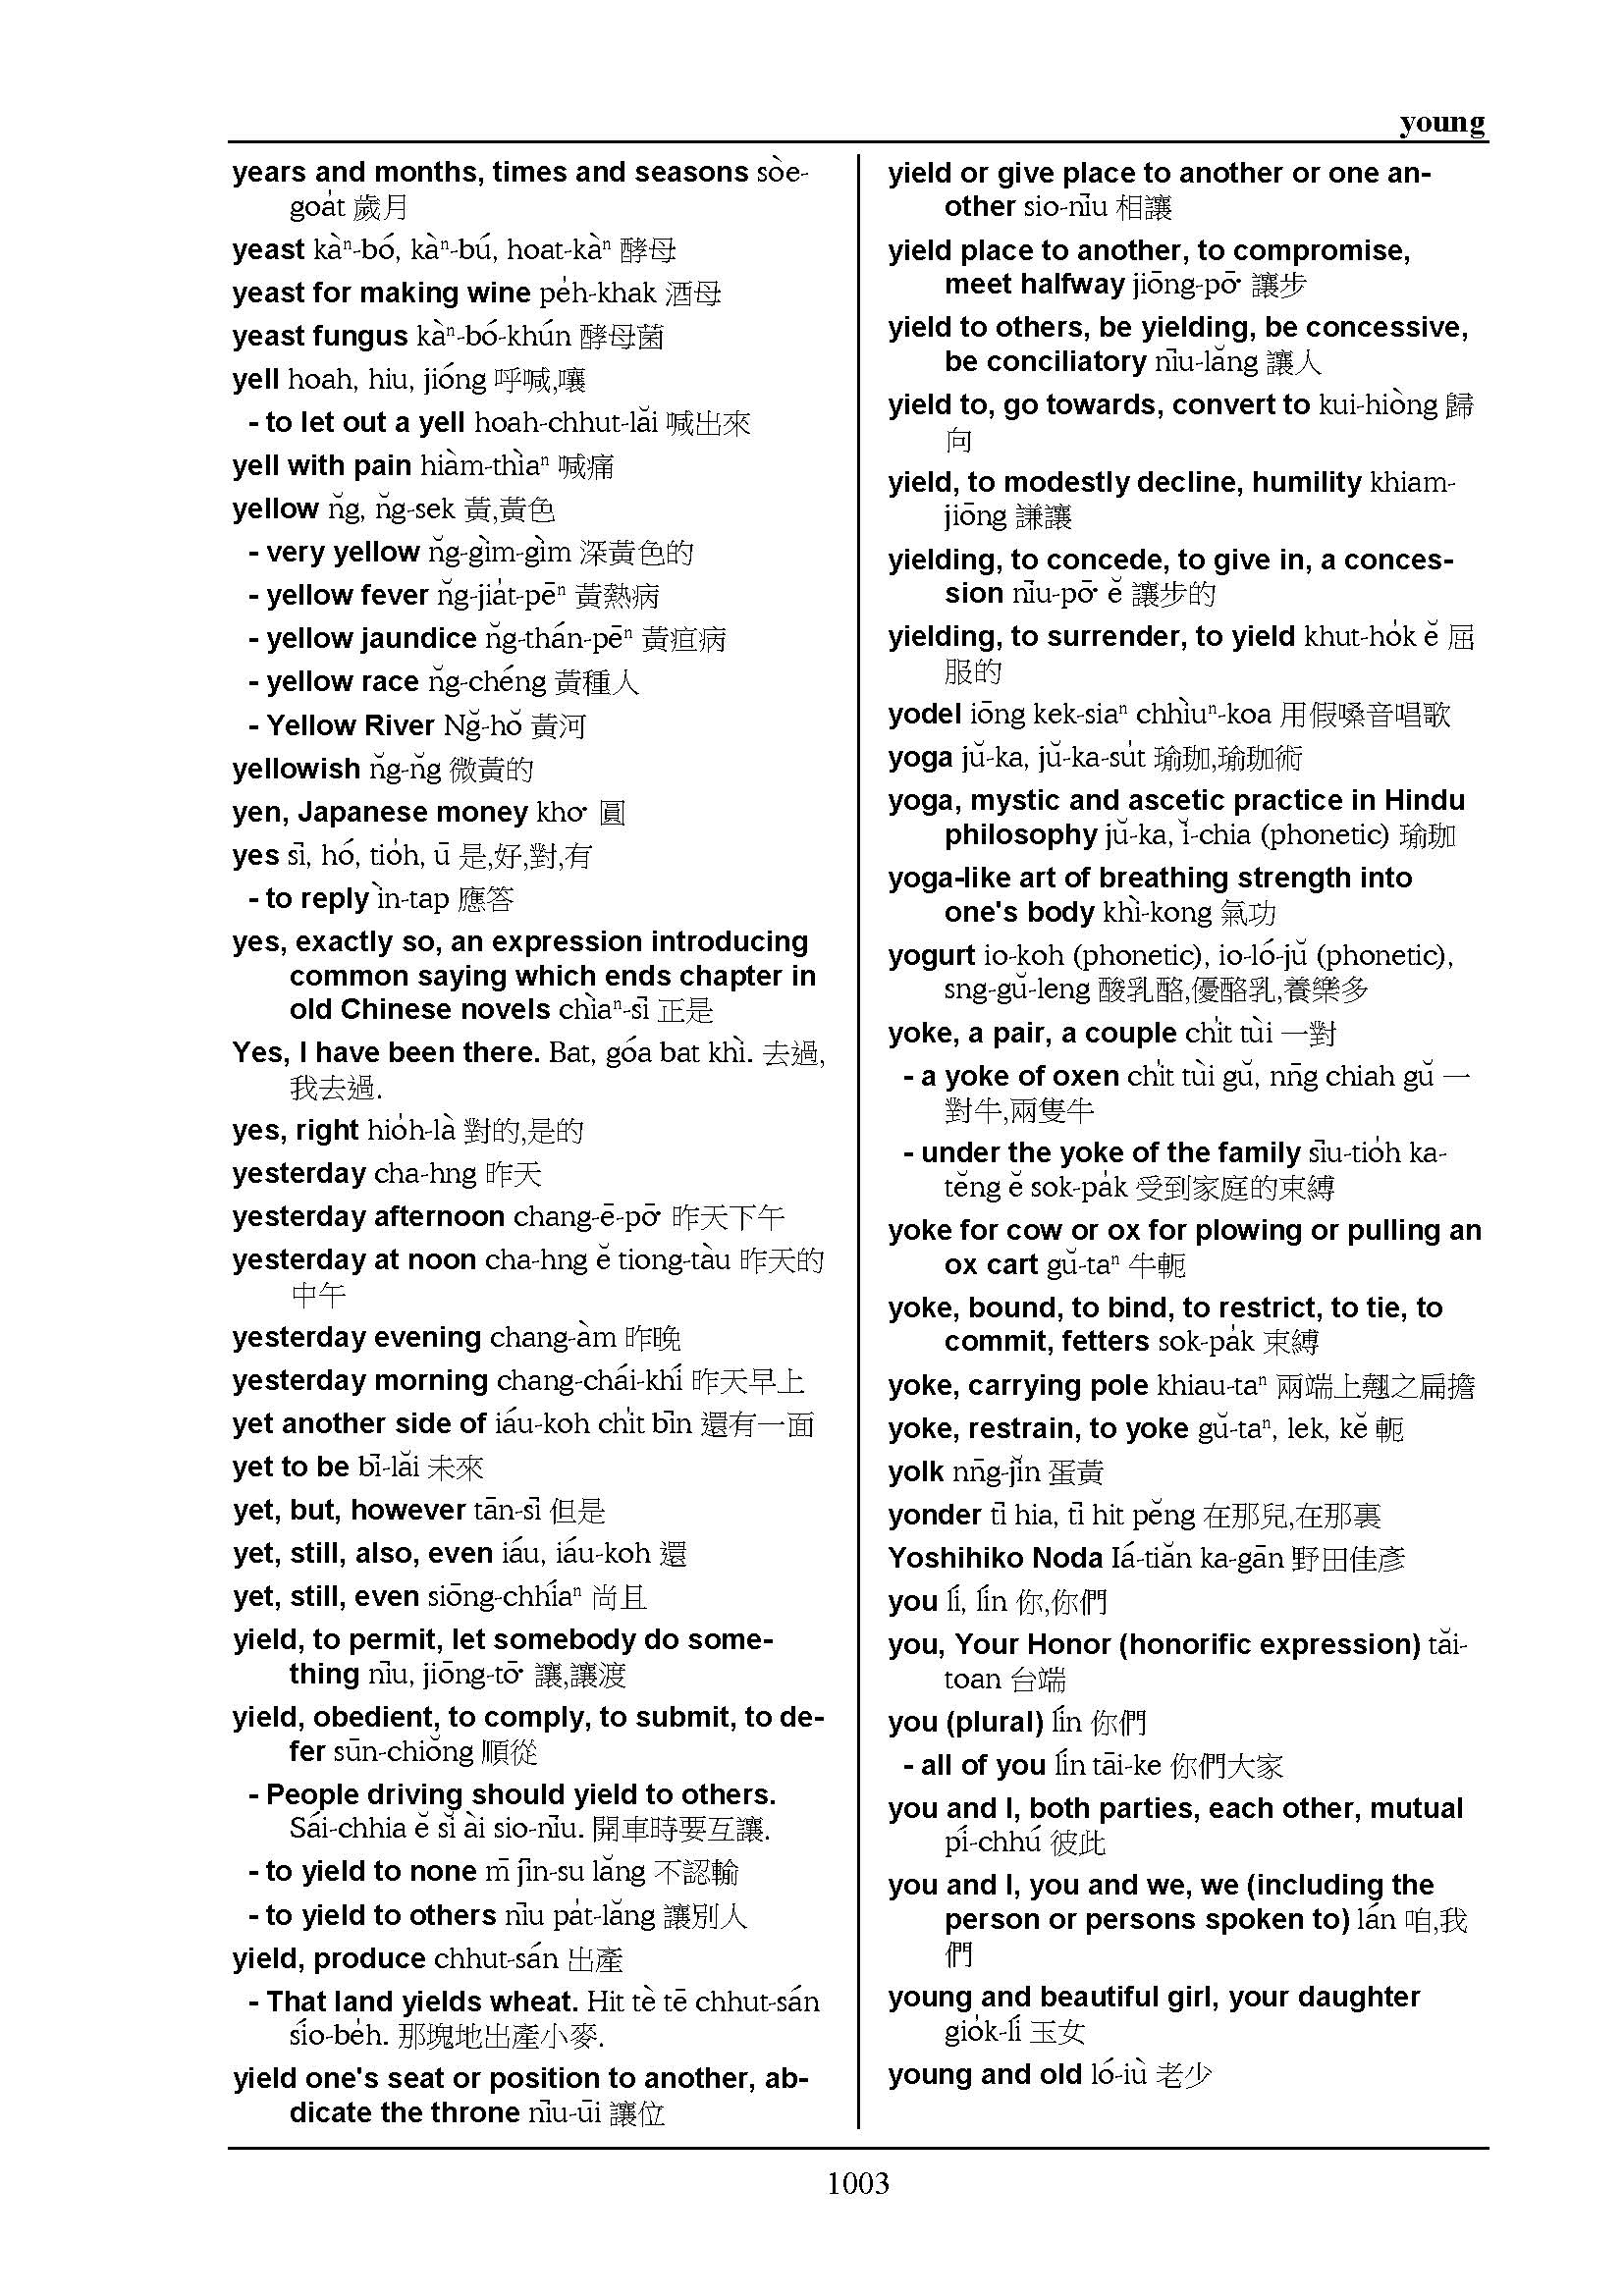 young
years and months, times and seasons sòe-
goa̍t 歲月
yeast kàⁿ-bó, kàⁿ-bú, hoat-kàⁿ 酵母
yeast for making wine pe̍h-khak 酒母
yeast fungus kàⁿ-bó-khún 酵母菌
yell hoah, hiu, jióng 呼喊,嚷
- to let out a yell hoah-chhut-lăi 喊出來
yell with pain hiàm-thìaⁿ 喊痛
yellow n̆g, n̆g-sek 黃,黃色
- very yellow n̆g-gìm-gìm 深黃色的
- yellow fever n̆g-jia̍t-pēⁿ 黃熱病
- yellow jaundice n̆g-thán-pēⁿ 黃疸病
- yellow race n̆g-chéng 黃種人
- Yellow River Nğ-hŏ 黃河
yellowish n̆g-n̆g 微黃的
yen, Japanese money kho͘ 圓
yes sī, hó, tio̍h, ū 是,好,對,有
- to reply ìn-tap 應答
yes, exactly so, an expression introducing
common saying which ends chapter in
old Chinese novels chìaⁿ-sī 正是
Yes, I have been there. Bat, góa bat khì. 去過,
我去過.
yes, right hio̍h-là 對的,是的
yesterday cha-hng 昨天
yesterday afternoon chang-ē-pō͘ 昨天下午
yesterday at noon cha-hng ĕ tiong-tàu 昨天的
中午
yesterday evening chang-àm 昨晚
yesterday morning chang-chái-khí 昨天早上
yet another side of iáu-koh chi̍t bīn 還有一面
yet to be bī-lăi 未來
yet, but, however tān-sī 但是
yet, still, also, even iáu, iáu-koh 還
yet, still, even siōng-chhíaⁿ 尚且
yield, to permit, let somebody do some-
thing nīu, jiōng-tō͘ 讓,讓渡
yield, obedient, to comply, to submit, to de-
fer sūn-chiŏng 順從
- People driving should yield to others.
Sái-chhia ĕ sĭ ài sio-nīu. 開車時要互讓.
- to yield to none m̄ jīn-su lăng 不認輸
- to yield to others nīu pa̍t-lăng 讓別人
yield, produce chhut-sán 出產
- That land yields wheat. Hit tè tē chhut-sán
sío-be̍h. 那塊地出產小麥.
yield one's seat or position to another, ab-
dicate the throne nīu-ūi 讓位
yield or give place to another or one an-
other sio-nīu 相讓
yield place to another, to compromise,
meet halfway jiōng-pō͘ 讓步
yield to others, be yielding, be concessive,
be conciliatory nīu-lăng 讓人
yield to, go towards, convert to kui-hiòng 歸
向
yield, to modestly decline, humility khiam-
jiōng 謙讓
yielding, to concede, to give in, a conces-
sion nīu-pō͘ ĕ 讓步的
yielding, to surrender, to yield khut-ho̍k ĕ 屈
服的
yodel iōng kek-siaⁿ chhìuⁿ-koa 用假嗓音唱歌
yoga jŭ-ka, jŭ-ka-su̍t 瑜珈,瑜珈術
yoga, mystic and ascetic practice in Hindu
philosophy jŭ-ka, ĭ-chia (phonetic) 瑜珈
yoga-like art of breathing strength into
one's body khì-kong 氣功
yogurt io-koh (phonetic), io-ló-jŭ (phonetic),
sng-gŭ-leng 酸乳酪,優酪乳,養樂多
yoke, a pair, a couple chi̍t tùi 一對
- a yoke of oxen chi̍t tùi gŭ, nn̄g chiah gŭ 一
對牛,兩隻牛
- under the yoke of the family sīu-tio̍h ka-
tĕng ĕ sok-pa̍k 受到家庭的束縛
yoke for cow or ox for plowing or pulling an
ox cart gŭ-taⁿ 牛軛
yoke, bound, to bind, to restrict, to tie, to
commit, fetters sok-pa̍k 束縛
yoke, carrying pole khiau-taⁿ 兩端上翹之扁擔
yoke, restrain, to yoke gŭ-taⁿ, lek, kĕ 軛
yolk nn̄g-jĭn 蛋黃
yonder tī hia, tī hit pĕng 在那兒,在那裏
Yoshihiko Noda Iá-tiăn ka-gān 野田佳彥
you lí, lín 你,你們
you, Your Honor (honorific expression) tăi-
toan 台端
you (plural) lín 你們
- all of you lín tāi-ke 你們大家
you and I, both parties, each other, mutual
pí-chhú 彼此
you and I, you and we, we (including the
person or persons spoken to) lán 咱,我
們
young and beautiful girl, your daughter
gio̍k-lí 玉女
young and old ló-iù 老少
1003